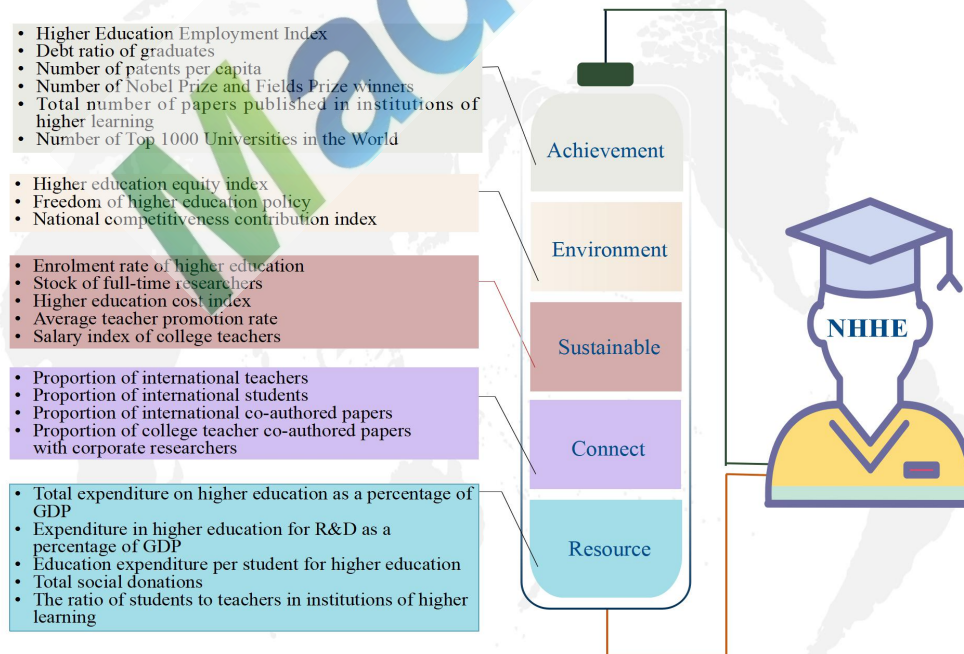 • Higher Education Employment Index
• Debt ratio of graduates
• Number of patents per capita
• Number of Nobel Prize and Fields Prize winners
• Total number of papers published in institutions of
higher learning
• Number of Top 1000 Universities in the World
Achievement
• Higher education equity index
• Freedom of higher education policy
• National competitiveness contribution index
Environment
• Enrolment rate of higher education
• Stock of full-time researchers
• Higher education cost index
• Average teacher promotion rate
• Salary index of college teachers
Sustainable
• Proportion of international teachers
• Proportion of international students
• Proportion of international co-authored papers
• Proportion of college teacher co-authored papers
with corporate researchers
Connect
• Total expenditure on higher education as a percentage of
GDP
• Expenditure in higher education for R&D as a
percentage of GDP
• Education expenditure per student for higher education
• Total social donations
• The ratio of students to teachers in institutions of higher
learning
Resource
NHHE
Mad